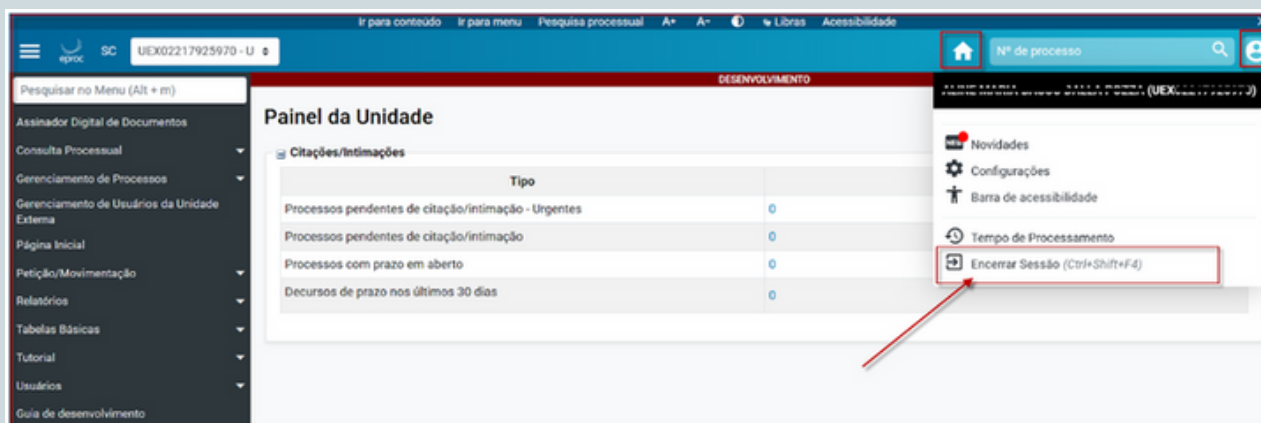 Ir para conteúdo Ir para menu Pesquisa processual A+ A- Libras Acessibilidade
eproc SC UEX02217925970 - U Nº de processo
DESENVOLVIMENTO
Pesquisar no Menu (Alt + m)
Assinador Digital de Documentos
Consulta Processual
Gerenciamento de Processos
Gerenciamento de Usuários da Unidade
Externa
Página Inicial
Petição/Movimentação
Relatórios
Tabelas Básicas
Tutorial
Usuários
Guia de desenvolvimento
Painel da Unidade
Citações/Intimações
Tipo
Processos pendentes de citação/intimação - Urgentes 0
Processos pendentes de citação/intimação 0
Processos com prazo em aberto 0
Decursos de prazo nos últimos 30 dias 0
(UEX
Novidades
Configurações
Barra de acessibilidade
Tempo de Processamento
Encerrar Sessão (Ctrl+Shift+F4)